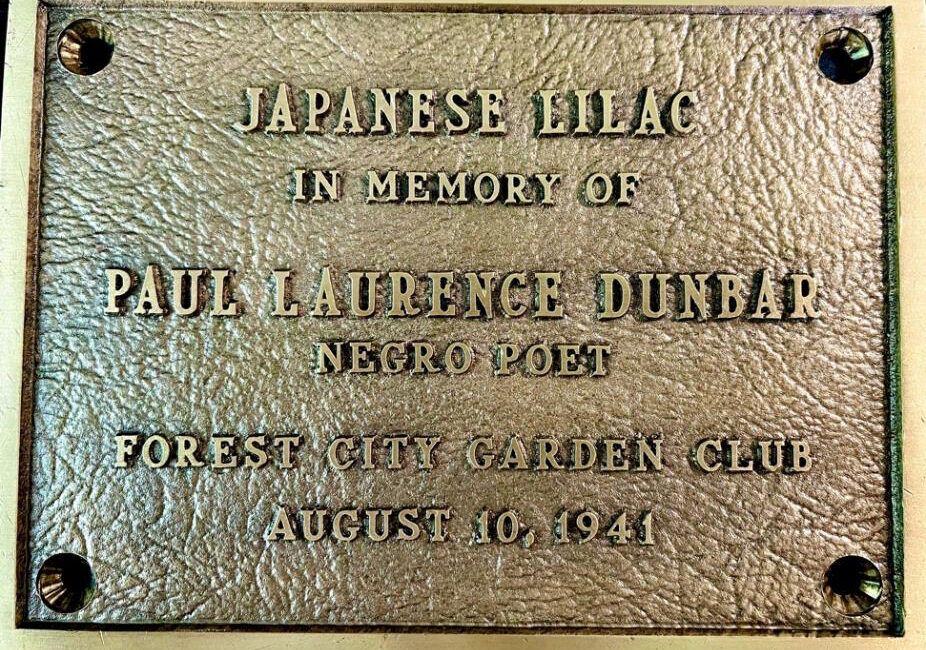 JAPANESE LILAC
IN MEMORY OF
PAUL LAURENCE DUNBAR
NEGRO POET
FOREST CITY GARDEN CLUB
AUGUST 10, 1941